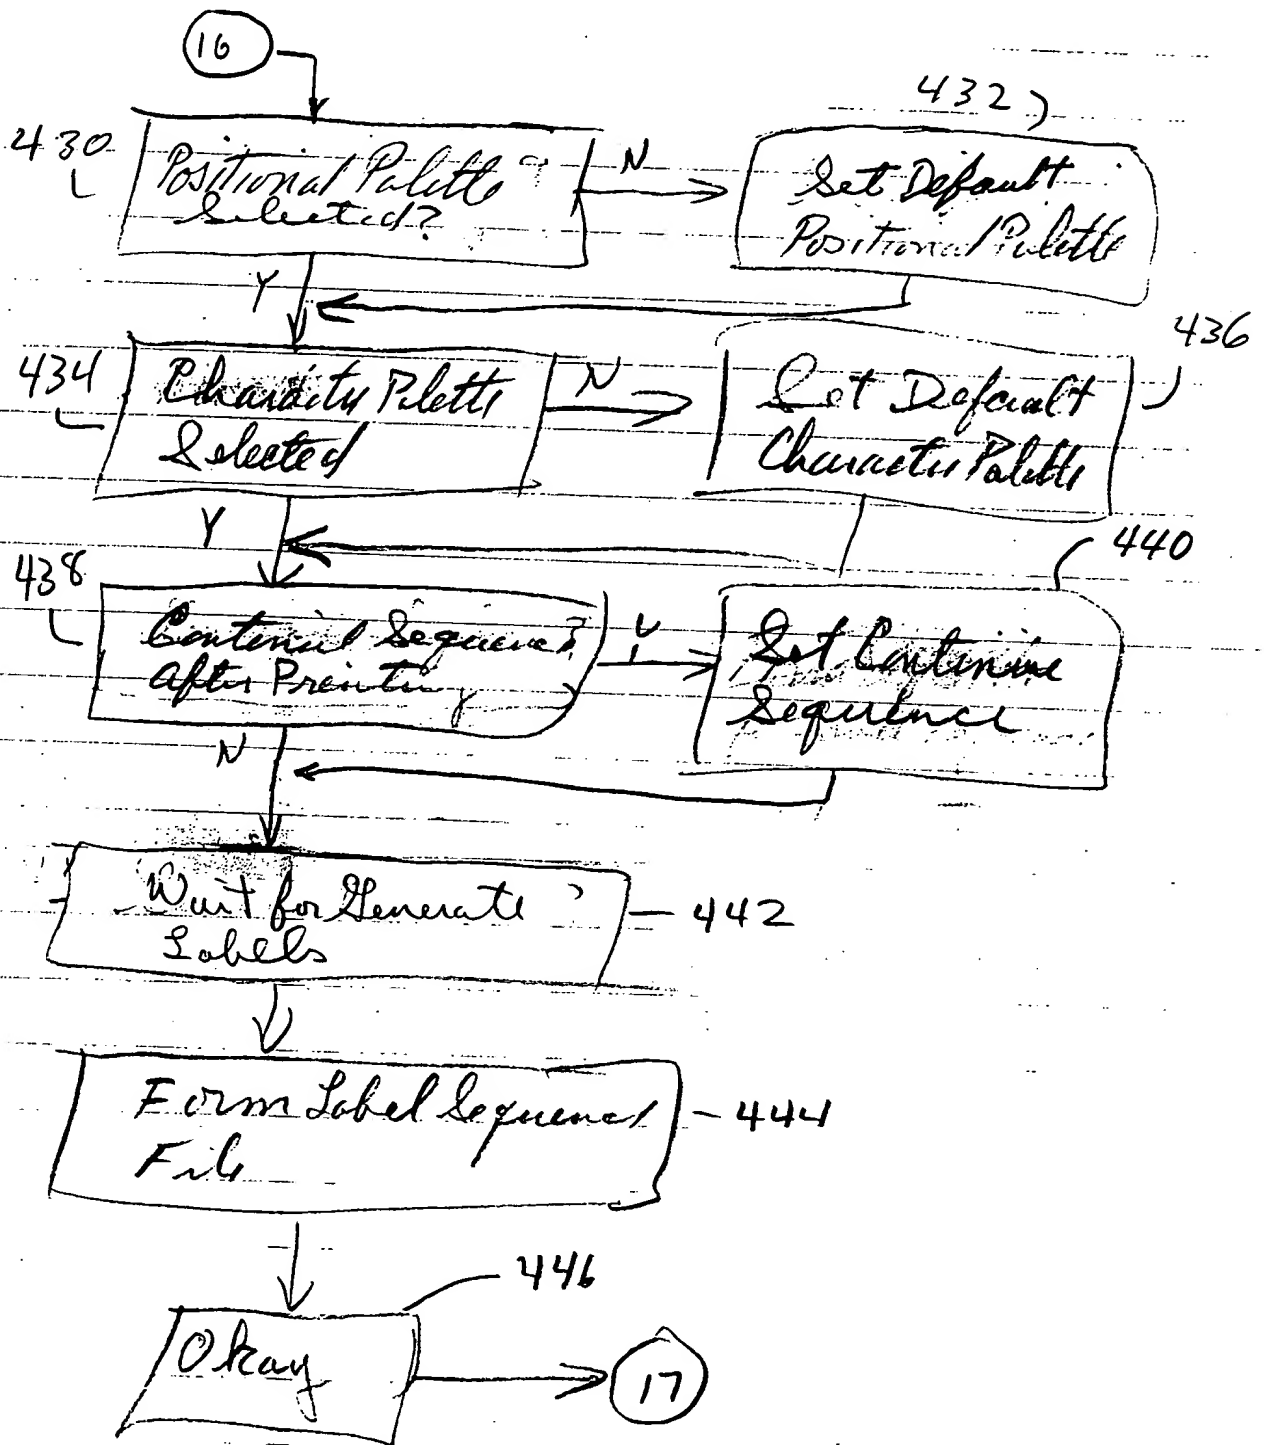 16
432
430
Positional Palette
Selected?
N
Set Default
Positional Palette
Y
436
434
Character Palette
Selected
N
Set Default
Character Palette
Y
440
438
Continue Sequence?
After Printing
Y
Set Continue
Sequence
N
Wait for Generate
Labels
442
Form Label Sequence
File
444
446
Okay
17